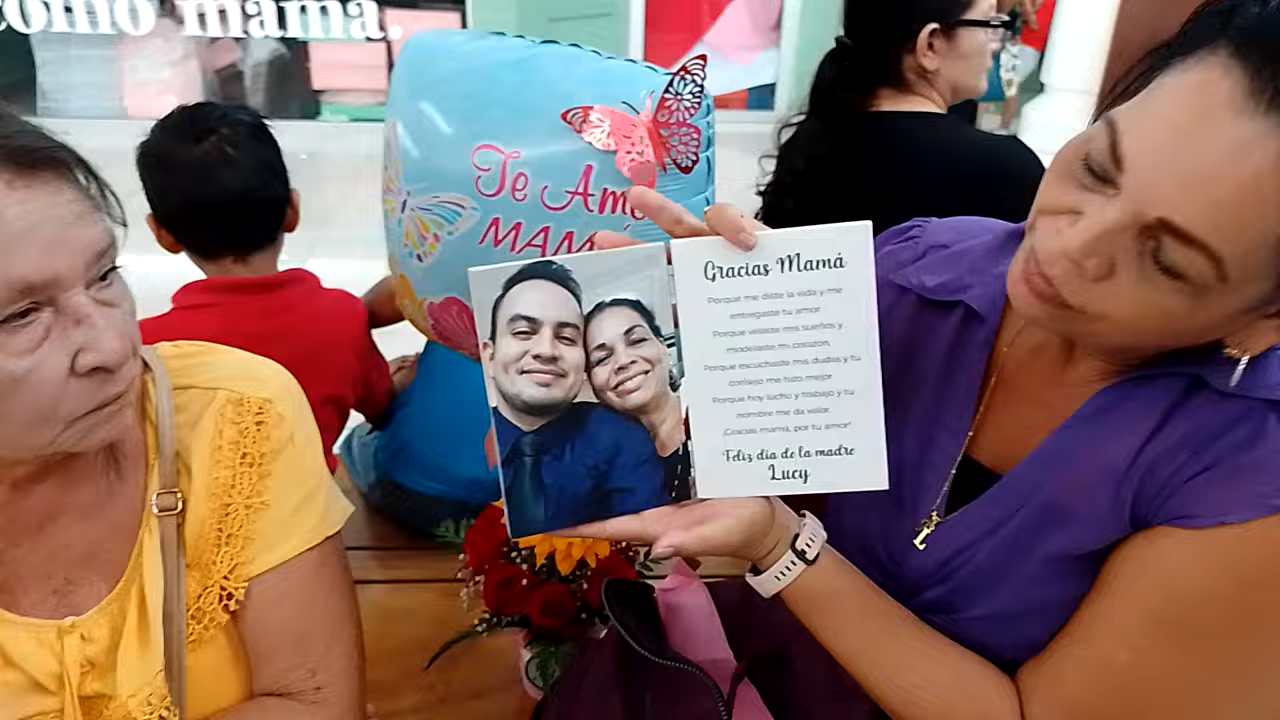 como mamá.
Te Amo
MAMÁ
Gracias Mamá
Porque me diste la vida y me
entregaste tu amor
Porque velaste mis sueños y
modelaste mi corazón.
Porque escuchaste mis dudas y tu
consejo me hizo mejor
Porque hoy lucho y trabajo y tu
nombre me da valor.
¡Gracias mamá, por tu amor!
Feliz día de la madre
Lucy
L